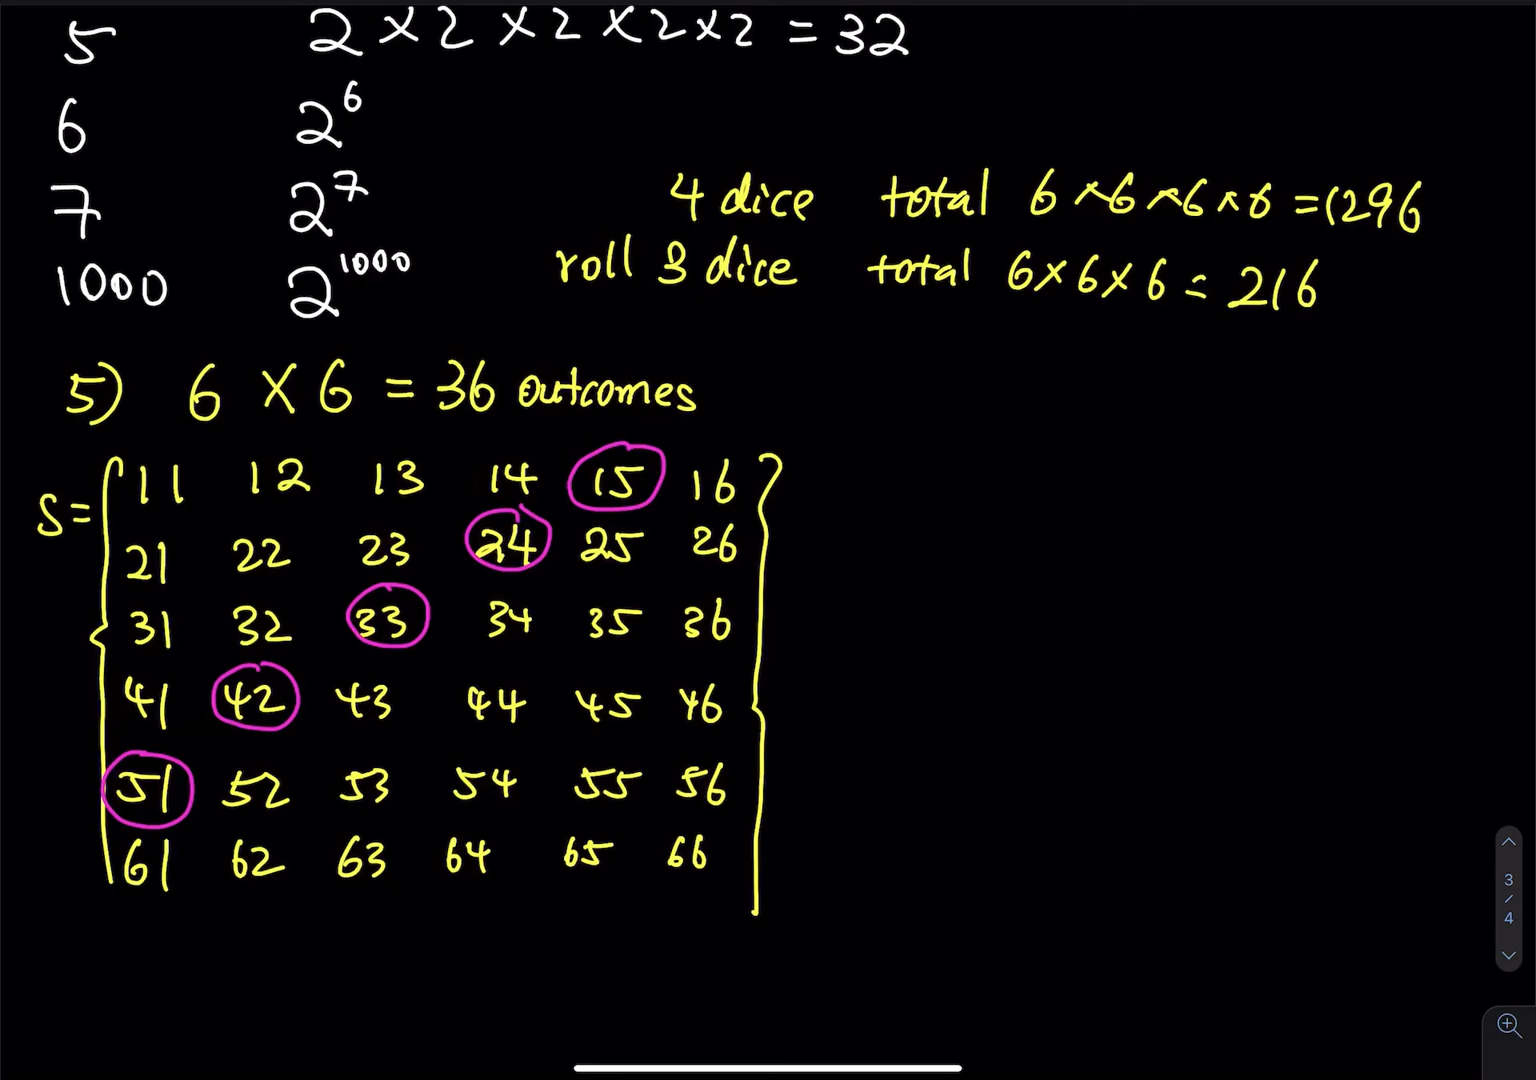 5 2 × 2 × 2 × 2 × 2 = 32
6 2^6
7 2^7
4 dice total 6 × 6 × 6 × 6 = 1296
1000 2^1000
roll 3 dice total 6 × 6 × 6 = 216
5) 6 × 6 = 36 outcomes
S = { 11 12 13 14 15 16
21 22 23 24 25 26
31 32 33 34 35 36
41 42 43 44 45 46
51 52 53 54 55 56
61 62 63 64 65 66 }
3
/
4